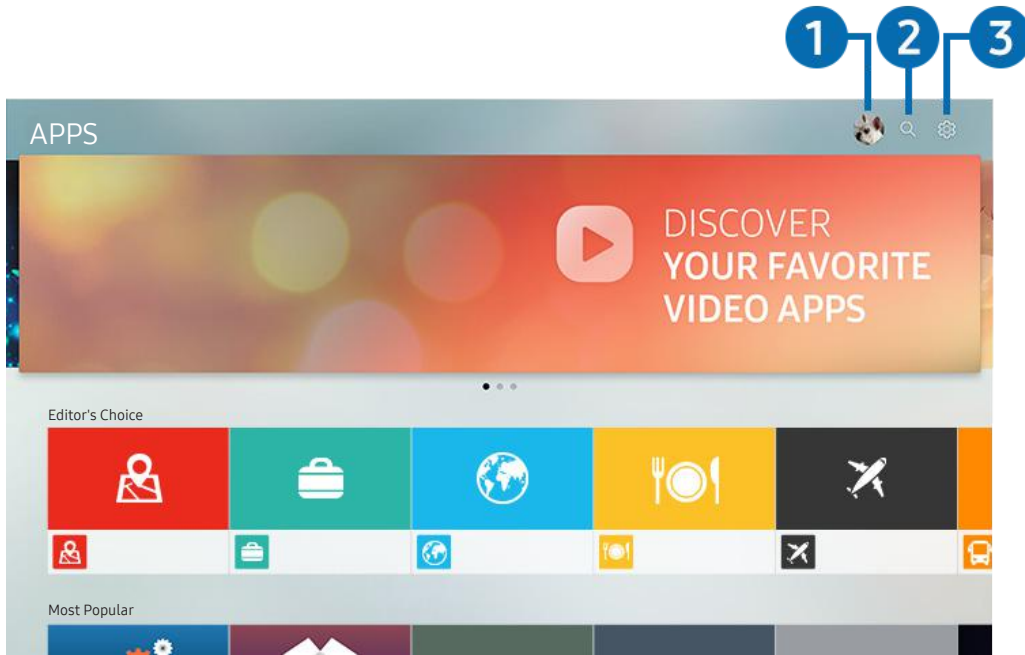 1 2 3
APPS
DISCOVER
YOUR FAVORITE
VIDEO APPS
Editor's Choice
Most Popular